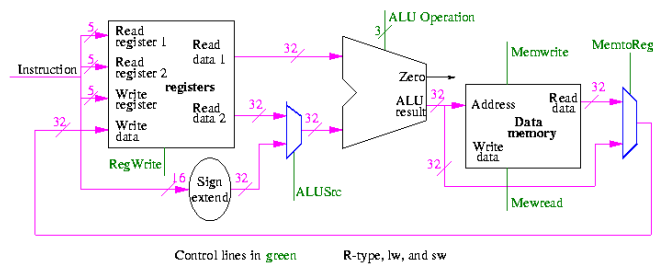 ALU Operation
3
5
Read
register 1
Read
data 1
32
MemtoReg
Memwrite
5
Read
register 2
Instruction
registers
Zero
5
Write
register
Read
data 2
32
32
ALU
result
32
Address
Read
data
32
Data
memory
32
Write
data
Write
data
RegWrite
16
Sign
extend
32
ALUSrc
32
Mewread
Control lines in green
R-type, lw, and sw